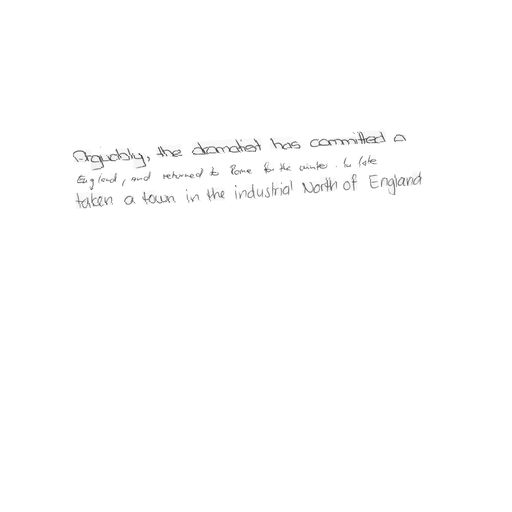 Arguably, the dramatist has committed a
England, and returned to Rome for the winter. In late
taken a town in the industrial North of England